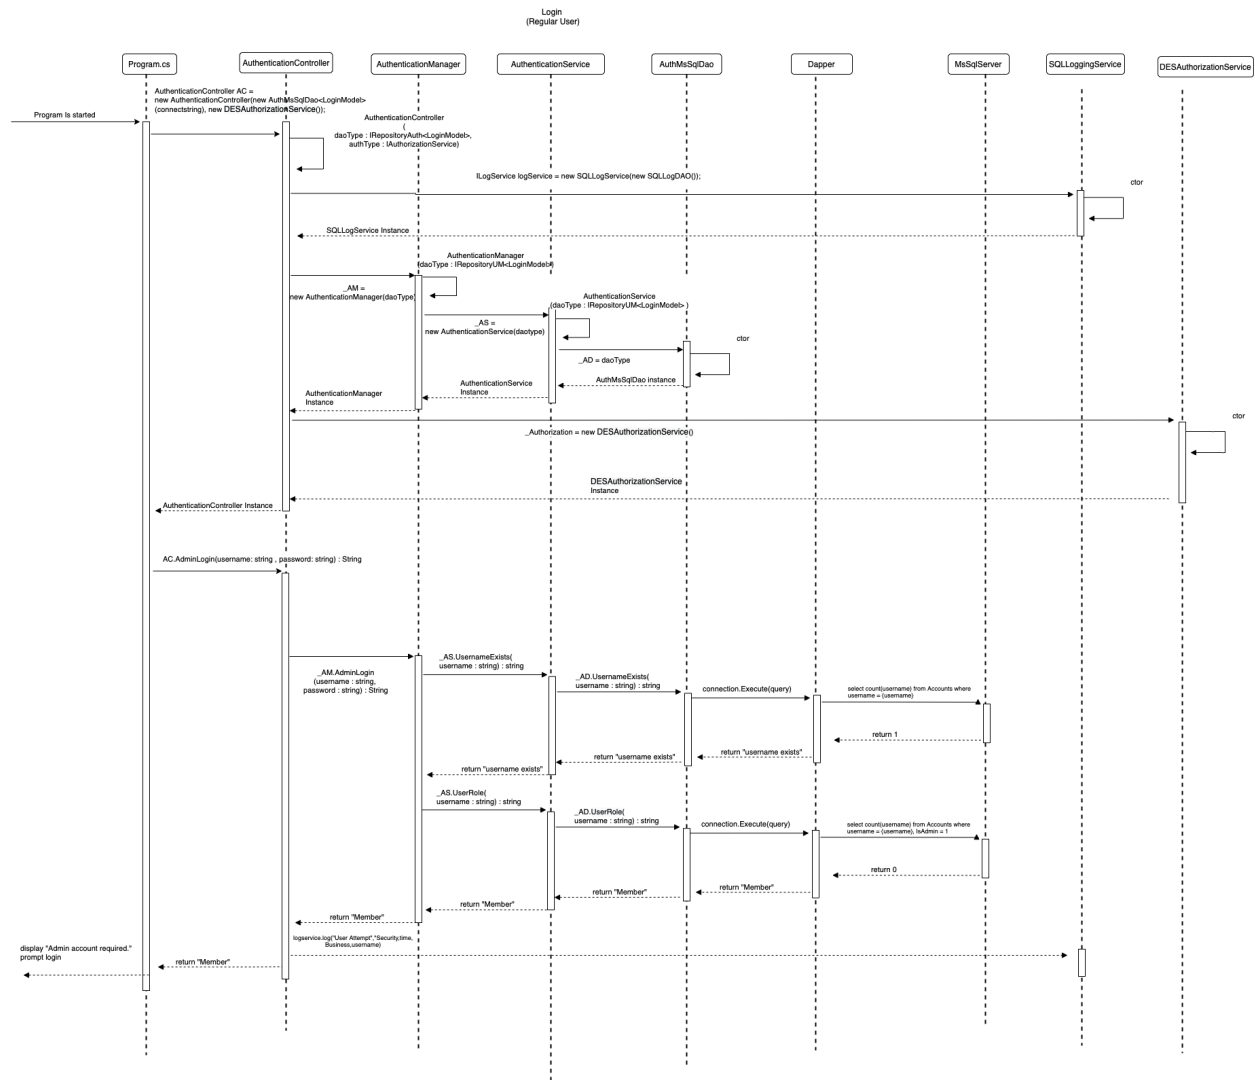 Login
(Regular User)
Program.cs
AuthenticationController
AuthenticationManager
AuthenticationService
AuthMsSqlDao
Dapper
MsSqlServer
SQLLoggingService
DESAuthorizationService
AuthenticationController AC =
new AuthenticationController(new AuthMsSqlDao<LoginModel>
(connectstring), new DESAuthorizationService());
Program Is started
AuthenticationController
(
daoType : IRepositoryAuth<LoginModel>,
authType : IAuthorizationService)
ILogService logService = new SQLLogService(new SQLLogDAO());
ctor
SQLLogService Instance
AuthenticationManager
(daoType : IRepositoryUM<LoginModel>)
_AM =
new AuthenticationManager(daoType)
AuthenticationService
(daoType : IRepositoryUM<LoginModel> )
_AS =
new AuthenticationService(daotype)
ctor
_AD = daoType
AuthMsSqlDao instance
AuthenticationService
Instance
AuthenticationManager
Instance
ctor
_Authorization = new DESAuthorizationService()
DESAuthorizationService
Instance
AuthenticationController Instance
AC.AdminLogin(username: string , password: string) : String
_AM.AdminLogin
(username : string,
password : string) : String
_AS.UsernameExists(
username : string) : string
_AD.UsernameExists(
username : string) : string
connection.Execute(query)
select count(username) from Accounts where
username = {username}
return 1
return "username exists"
return "username exists"
return "username exists"
_AS.UserRole(
username : string) : string
_AD.UserRole(
username : string) : string
connection.Execute(query)
select count(username) from Accounts where
username = {username}, IsAdmin = 1
return 0
return "Member"
return "Member"
return "Member"
return "Member"
logservice.log("User Attempt","Security,time,
Business,username)
display "Admin account required."
prompt login
return "Member"